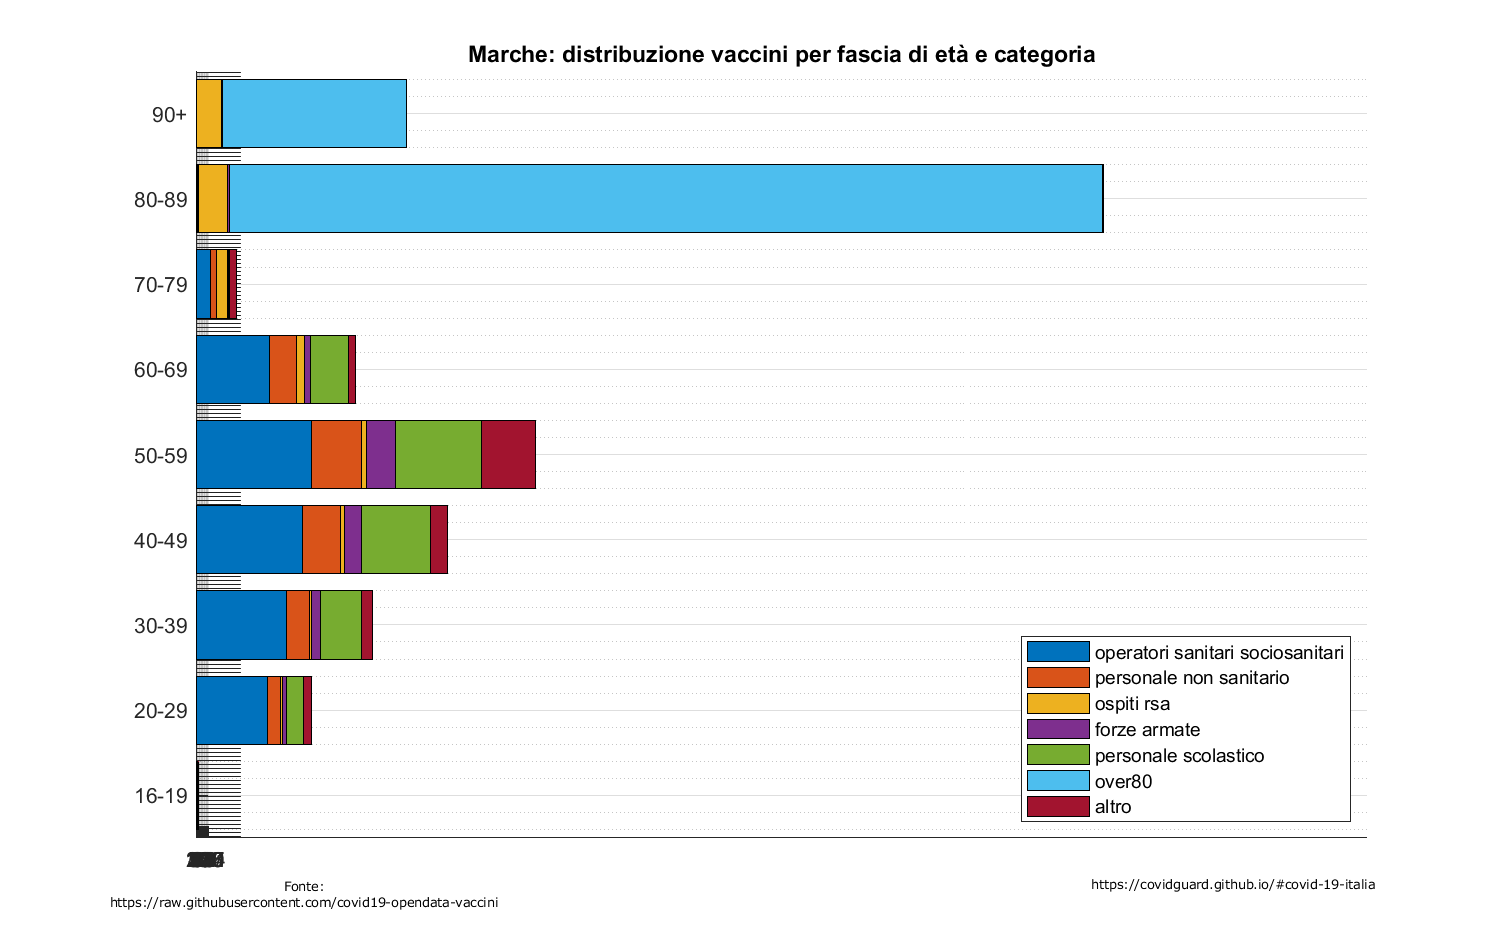 Marche: distribuzione vaccini per fascia di età e categoria
90+
80-89
70-79
60-69
50-59
40-49
30-39
20-29
16-19
operatori sanitari sociosanitari
personale non sanitario
ospiti rsa
forze armate
personale scolastico
over80
altro
Fonte:
https://raw.githubusercontent.com/covid19-opendata-vaccini
https://covidguard.github.io/#covid-19-italia